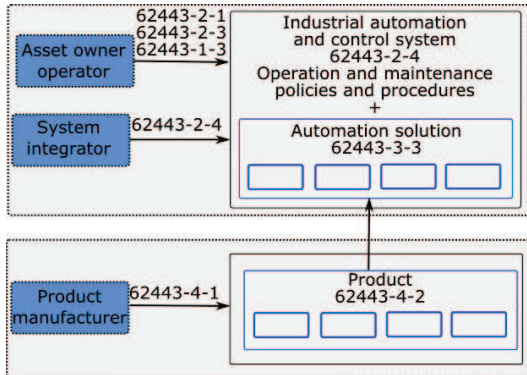 62443-2-1
62443-2-3
62443-1-3
Asset owner
operator
Industrial automation
and control system
62443-2-4
Operation and maintenance
policies and procedures
+
System
integrator
62443-2-4
Automation solution
62443-3-3
Product
manufacturer
62443-4-1
Product
62443-4-2